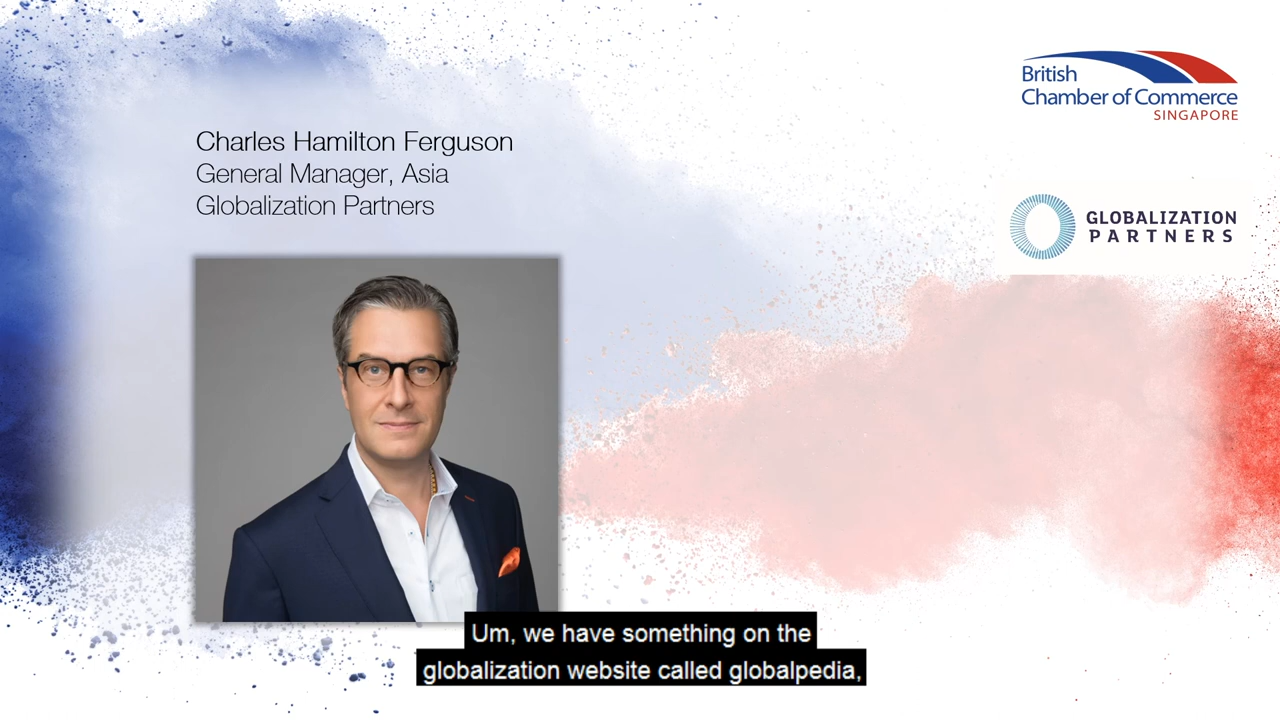 British
Chamber of Commerce
SINGAPORE
Charles Hamilton Ferguson
General Manager, Asia
Globalization Partners
GLOBALIZATION
PARTNERS
Um, we have something on the
globalization website called globalpedia,